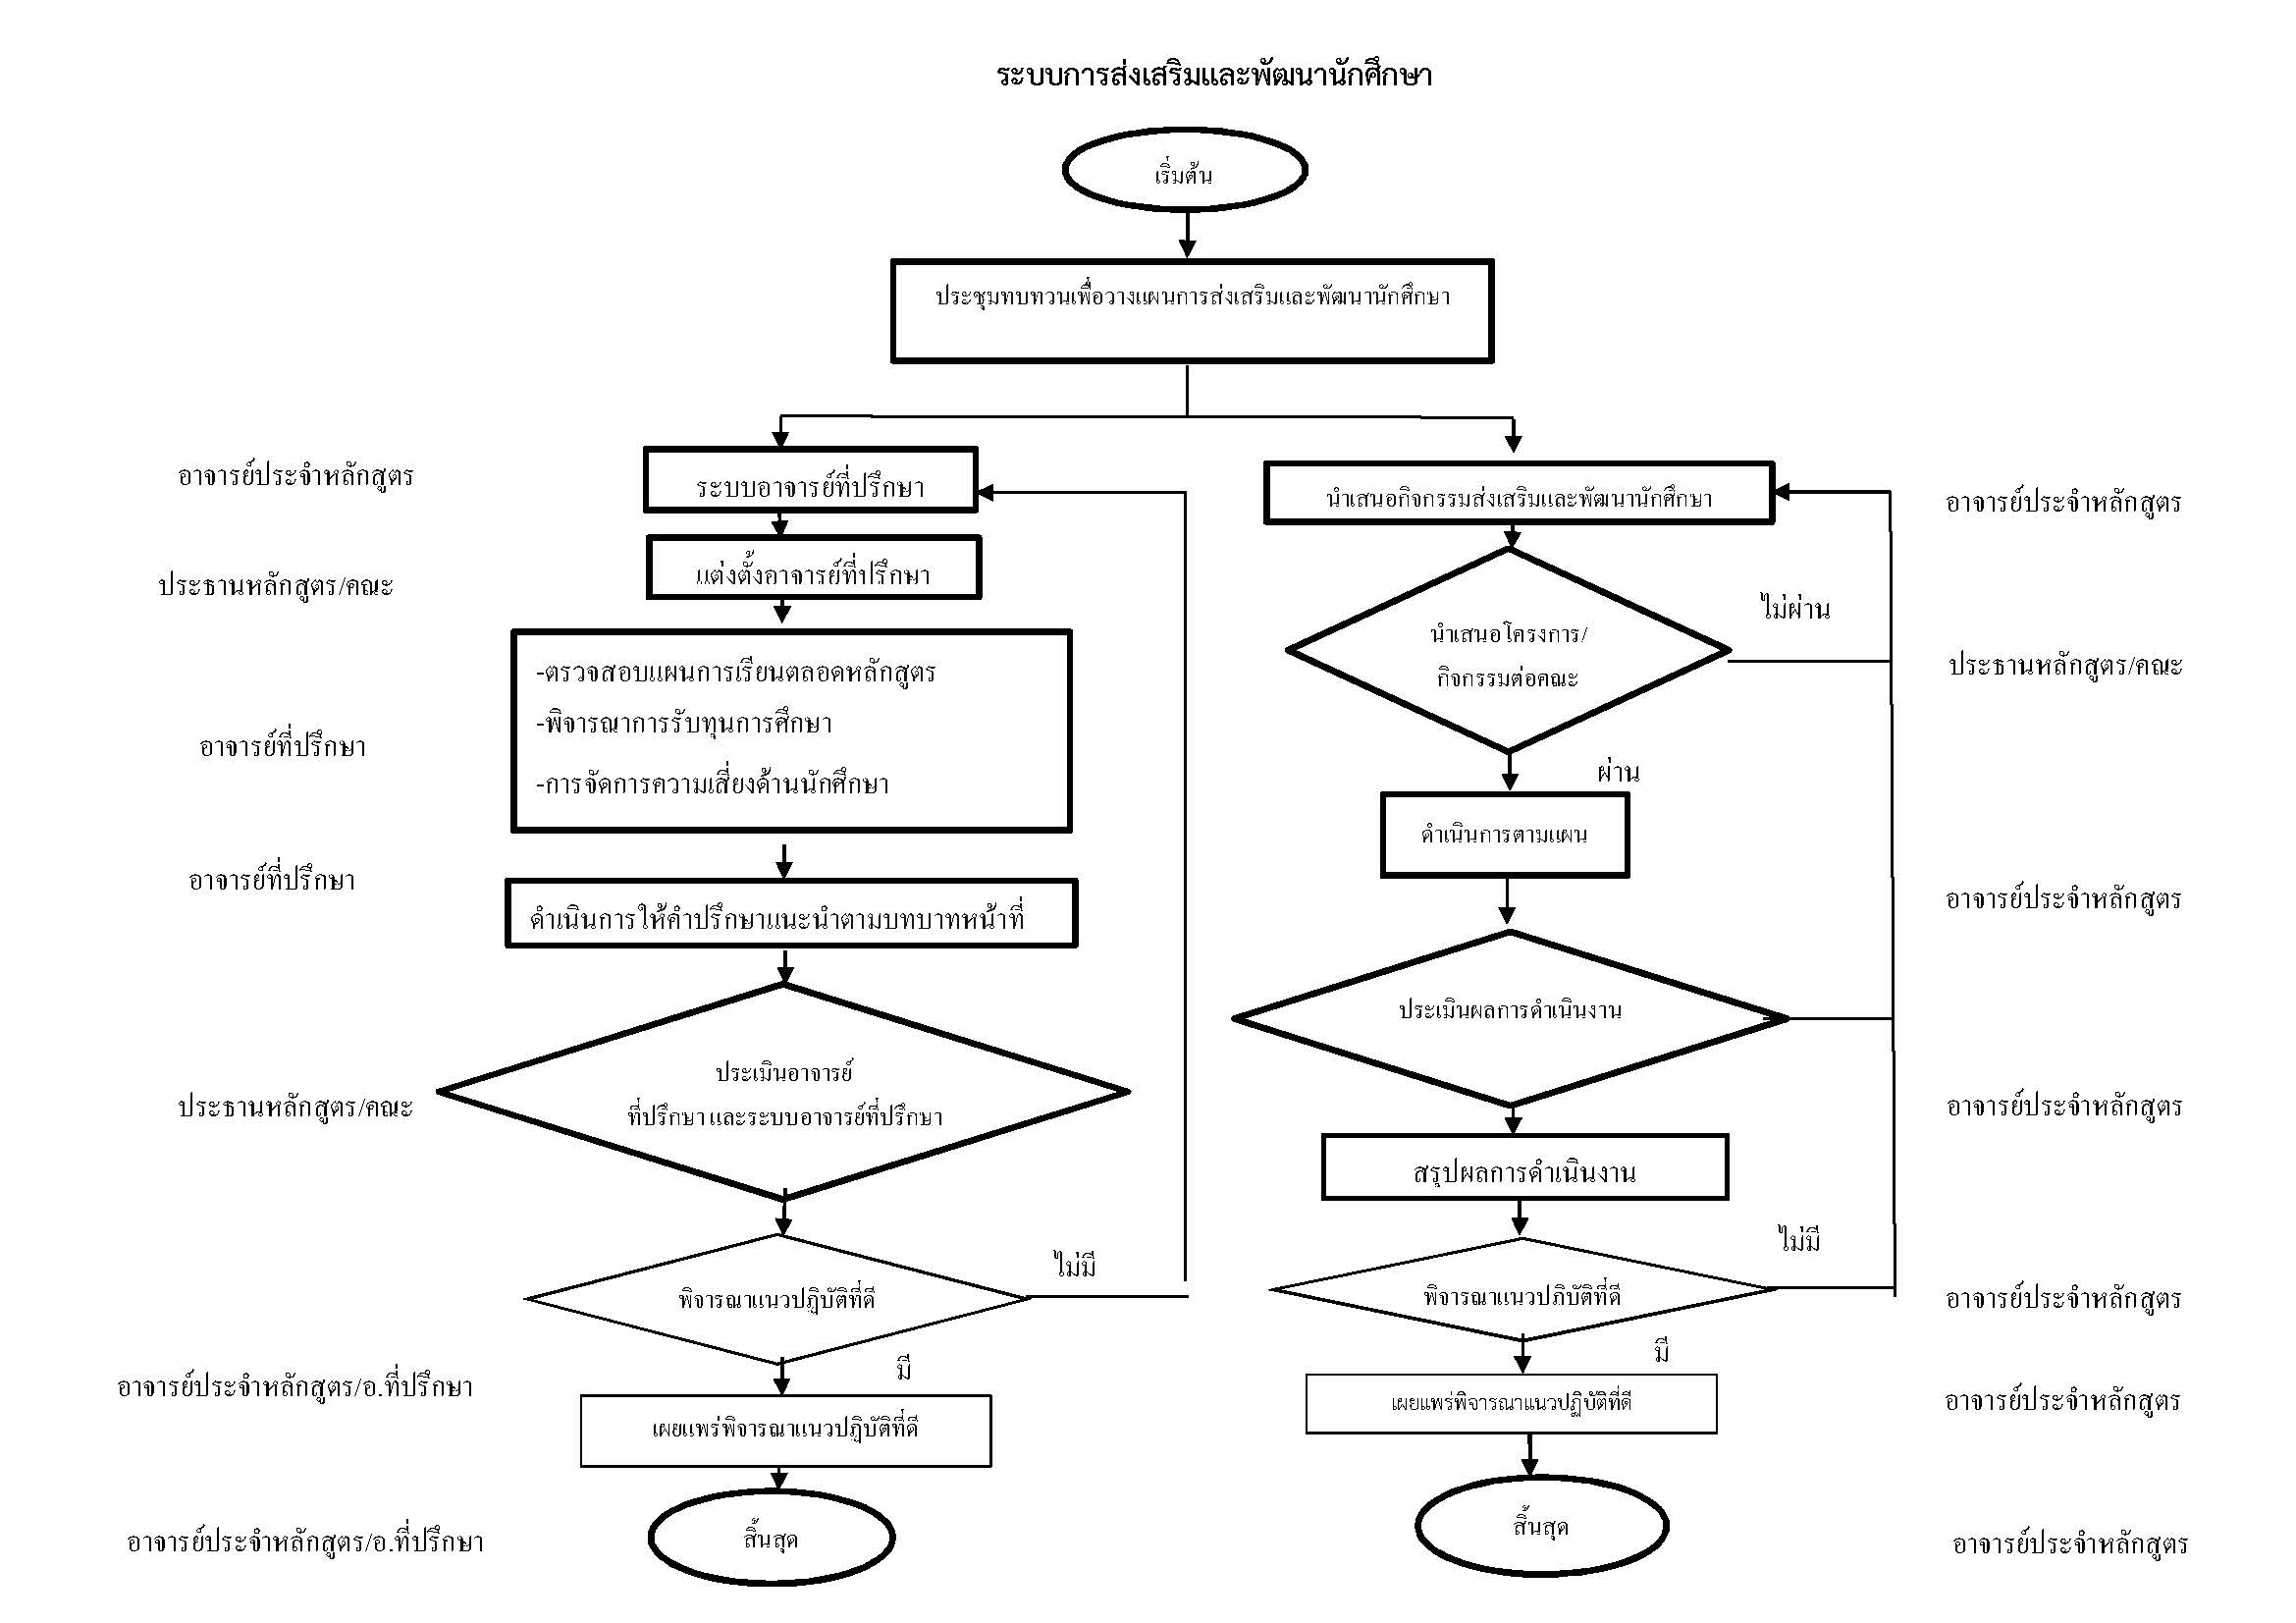 ระบบการส่งเสริมและพัฒนานักศึกษา
เริ่มต้น
ประชุมทบทวนเพื่อวางแผนการส่งเสริมและพัฒนานักศึกษา
อาจารย์ประจำหลักสูตร
ระบบอาจารย์ที่ปรึกษา
ประธานหลักสูตร/คณะ
แต่งตั้งอาจารย์ที่ปรึกษา
-ตรวจสอบแผนการเรียนตลอดหลักสูตร
-พิจารณาการรับทุนการศึกษา
อาจารย์ที่ปรึกษา
-การจัดการความเสี่ยงด้านนักศึกษา
อาจารย์ที่ปรึกษา
ดำเนินการให้คำปรึกษาแนะนำตามบทบาทหน้าที่
ประธานหลักสูตร/คณะ
ประเมินอาจารย์
ที่ปรึกษา และระบบอาจารย์ที่ปรึกษา
พิจารณาแนวปฏิบัติที่ดี
ไม่มี
มี
อาจารย์ประจำหลักสูตร/อ.ที่ปรึกษา
เผยแพร่พิจารณาแนวปฏิบัติที่ดี
อาจารย์ประจำหลักสูตร/อ.ที่ปรึกษา
สิ้นสุด
นำเสนอกิจกรรมส่งเสริมและพัฒนานักศึกษา
อาจารย์ประจำหลักสูตร
ไม่ผ่าน
นำเสนอโครงการ/
กิจกรรมต่อคณะ
ประธานหลักสูตร/คณะ
ผ่าน
ดำเนินการตามแผน
อาจารย์ประจำหลักสูตร
ประเมินผลการดำเนินงาน
อาจารย์ประจำหลักสูตร
สรุปผลการดำเนินงาน
ไม่มี
พิจารณาแนวปภิบัติที่ดี
อาจารย์ประจำหลักสูตร
มี
เผยแพร่พิจารณาแนวปฏิบัติที่ดี
อาจารย์ประจำหลักสูตร
สิ้นสุด
อาจารย์ประจำหลักสูตร